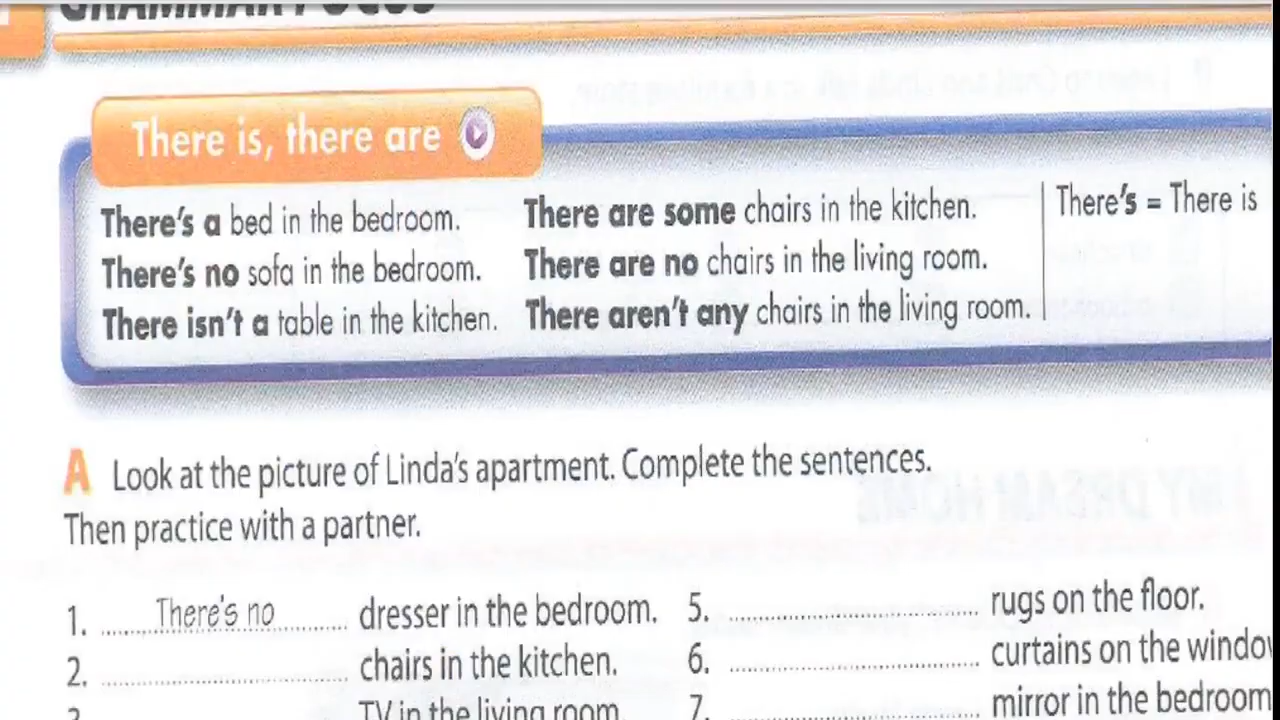 GRAMMAR FOCUS
There is, there are
There's a bed in the bedroom.
There's no sofa in the bedroom.
There isn't a table in the kitchen.
There are some chairs in the kitchen.
There are no chairs in the living room.
There aren't any chairs in the living room.
There's = There is
A Look at the picture of Linda's apartment. Complete the sentences.
Then practice with a partner.
1. There's no dresser in the bedroom.
2. chairs in the kitchen.
3. TV in the living room.
5. rugs on the floor.
6. curtains on the window
7. mirror in the bedroom